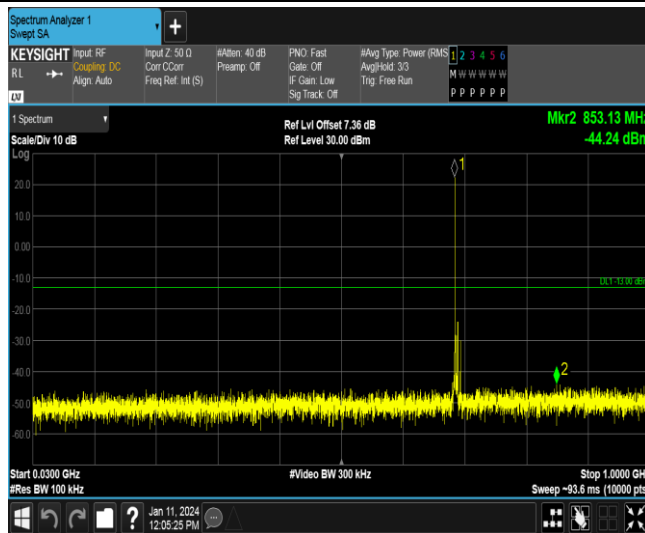 Spectrum Analyzer 1
Swept SA
+
KEYSIGHT Input: RF Input Z: 50 Ω #Atten: 40 dB PNO: Fast #Avg Type: Power (RMS 1 2 3 4 5 6
RL Coupling: DC Corr CCorr Preamp: Off Gate: Off Avg|Hold: 3/3 M W W W W W
Align: Auto Freq Ref: Int (S) IF Gain: Low Trig: Free Run
Sig Track: Off P P P P P P
1 Spectrum Ref Lvl Offset 7.36 dB Mkr2 853.13 MHz
Scale/Div 10 dB Ref Level 30.00 dBm -44.24 dBm
Log
1
20.0
10.0
0.00
-10.0
DL1 -13.00 dBm
-20.0
-30.0
-40.0
2
-50.0
-60.0
Start 0.0300 GHz #Video BW 300 kHz Stop 1.0000 GH
#Res BW 100 kHz Sweep ~93.6 ms (10000 pts
? Jan 11, 2024
12:05:25 PM